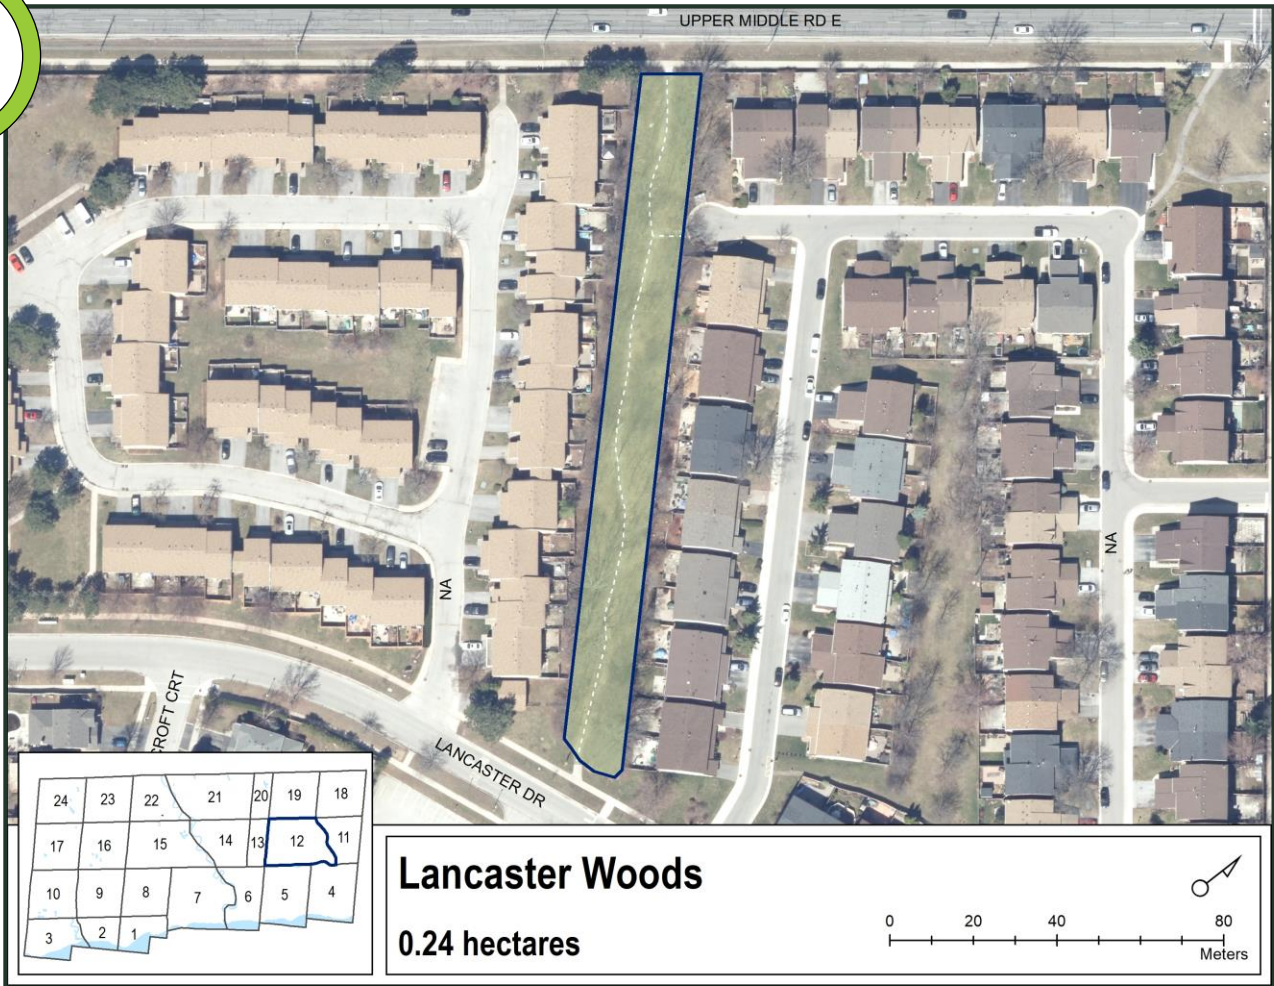 UPPER MIDDLE RD E
NA
NA
CROFT CRT
LANCASTER DR
24 23 22 21 20 19 18
17 16 15 14 13 12 11
10 9 8 7 6 5 4
3 2 1
Lancaster Woods
0.24 hectares
0 20 40 80
Meters